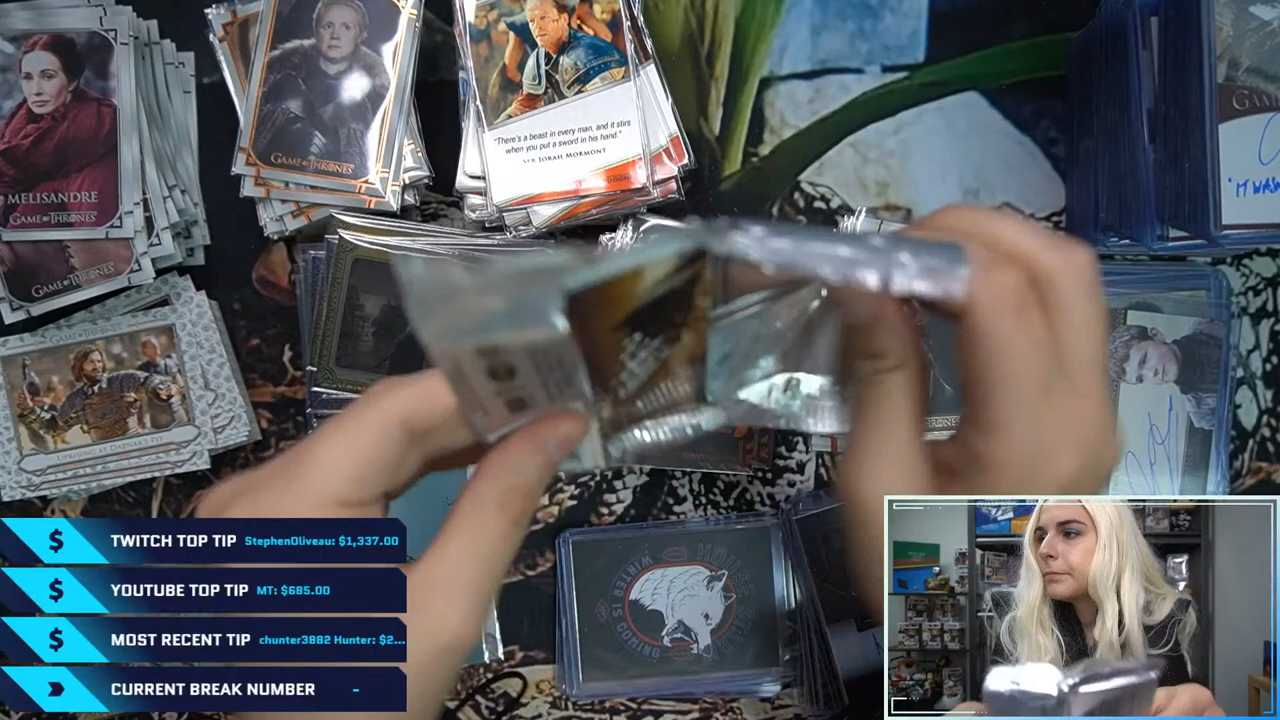 MELISANDRE
GAME OF THRONES
GAME OF THRONES
GAME OF THRONES
"There's a beast in every man, and it stirs
when you put a sword in his hand."
SER JORAH MORMONT
GAME OF THRONES
UPRISING AT DAZNAK'S PIT
WINTER IS COMING
HOUSE
TWITCH TOP TIP StephenOliveau: $1,337.00
YOUTUBE TOP TIP MT: $685.00
MOST RECENT TIP chunter3882 Hunter: $2...
CURRENT BREAK NUMBER -